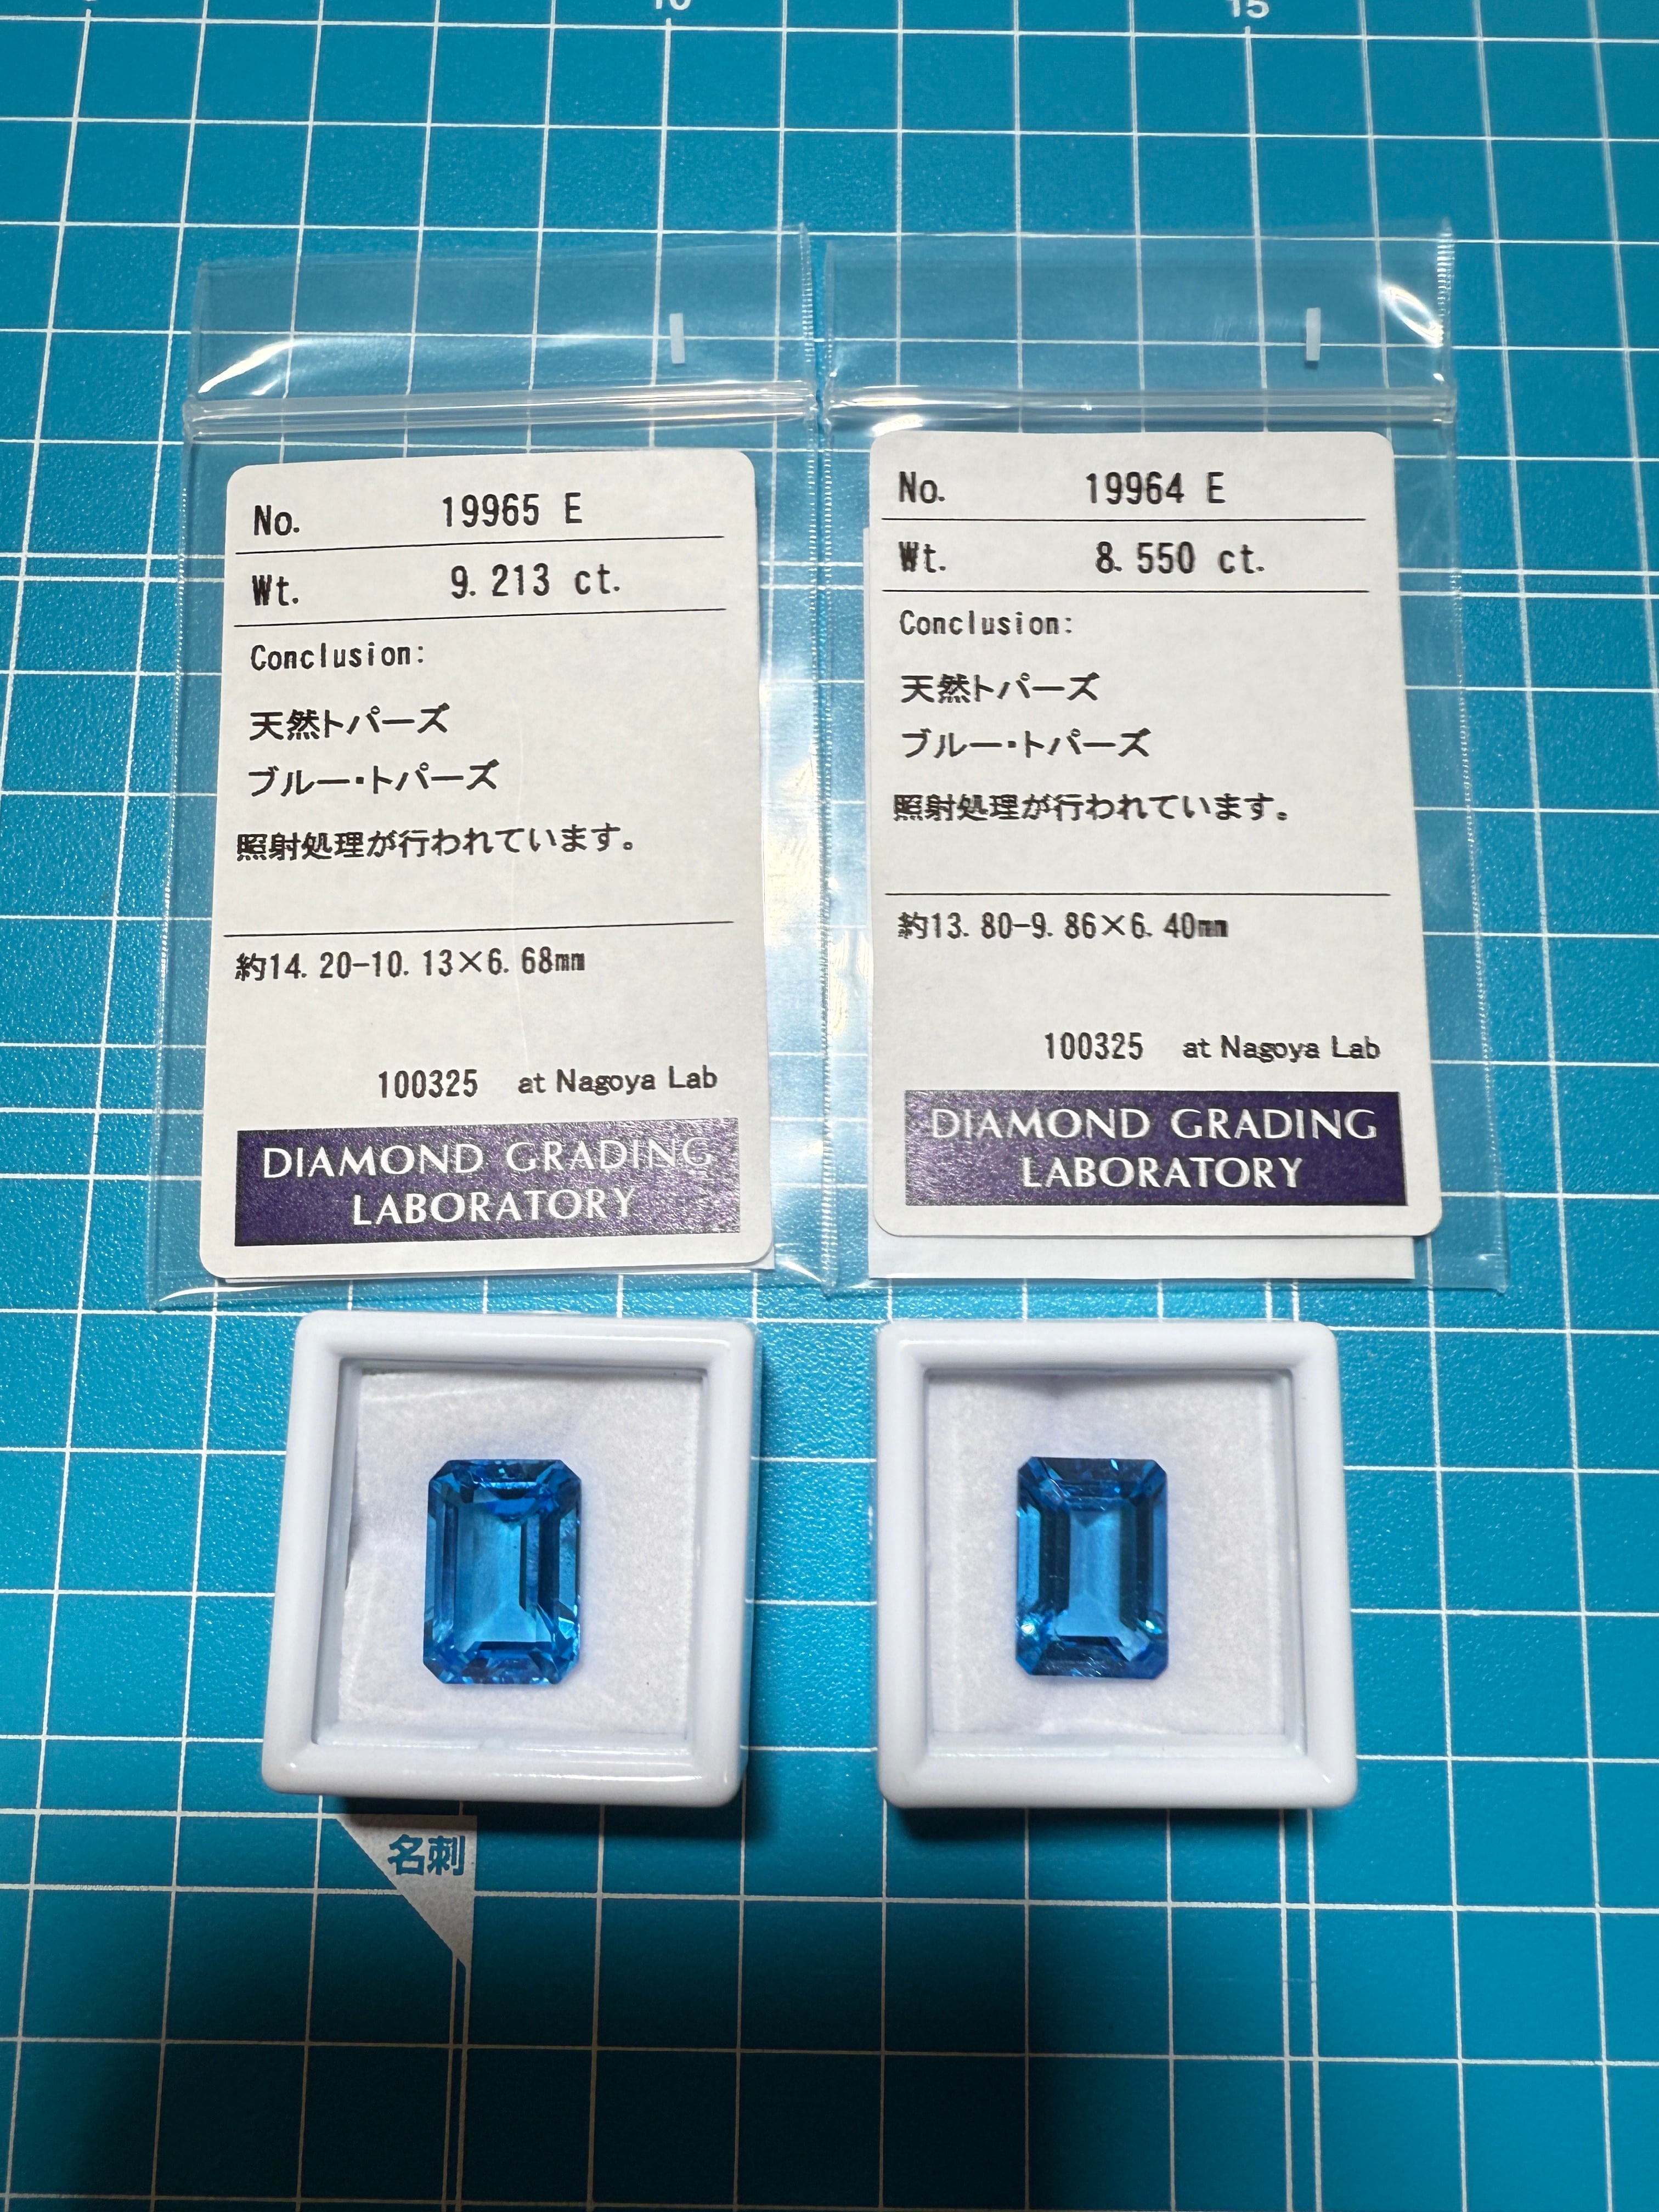 10
15
No. 19965 E
Wt. 9.213 ct.
Conclusion:
天然トパーズ
ブルー・トパーズ
照射処理が行われています。
約14.20-10.13×6.68mm
100325 at Nagoya Lab
DIAMOND GRADING
LABORATORY
No. 19964 E
Wt. 8.550 ct.
Conclusion:
天然トパーズ
ブルー・トパーズ
照射処理が行われています。
約13.80-9.86×6.40mm
100325 at Nagoya Lab
DIAMOND GRADING
LABORATORY
名刺